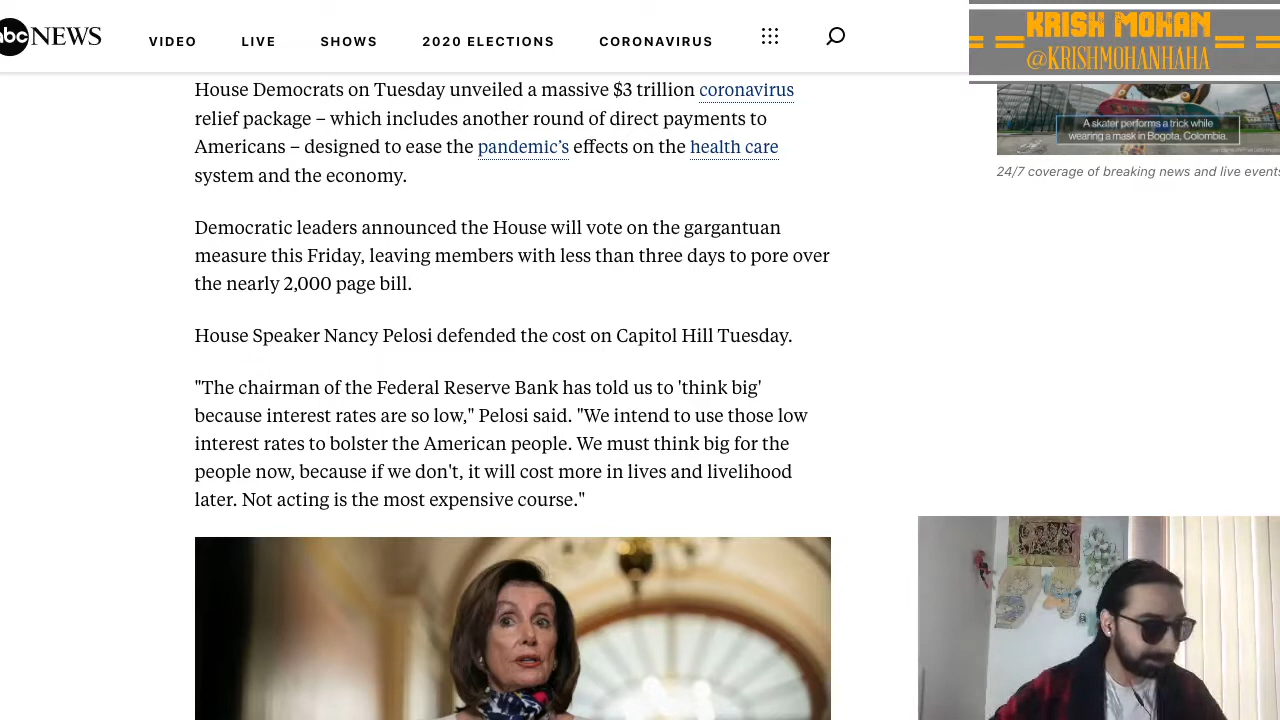 abc NEWS
VIDEO
LIVE
SHOWS
2020 ELECTIONS
CORONAVIRUS
KRISH MOHAN
@KRISHMOHANHAHA
House Democrats on Tuesday unveiled a massive $3 trillion coronavirus
relief package – which includes another round of direct payments to
Americans – designed to ease the pandemic's effects on the health care
system and the economy.
Democratic leaders announced the House will vote on the gargantuan
measure this Friday, leaving members with less than three days to pore over
the nearly 2,000 page bill.
House Speaker Nancy Pelosi defended the cost on Capitol Hill Tuesday.
"The chairman of the Federal Reserve Bank has told us to 'think big'
because interest rates are so low," Pelosi said. "We intend to use those low
interest rates to bolster the American people. We must think big for the
people now, because if we don't, it will cost more in lives and livelihood
later. Not acting is the most expensive course."
A skater performs a trick while
wearing a mask in Bogota, Colombia.
24/7 coverage of breaking news and live events